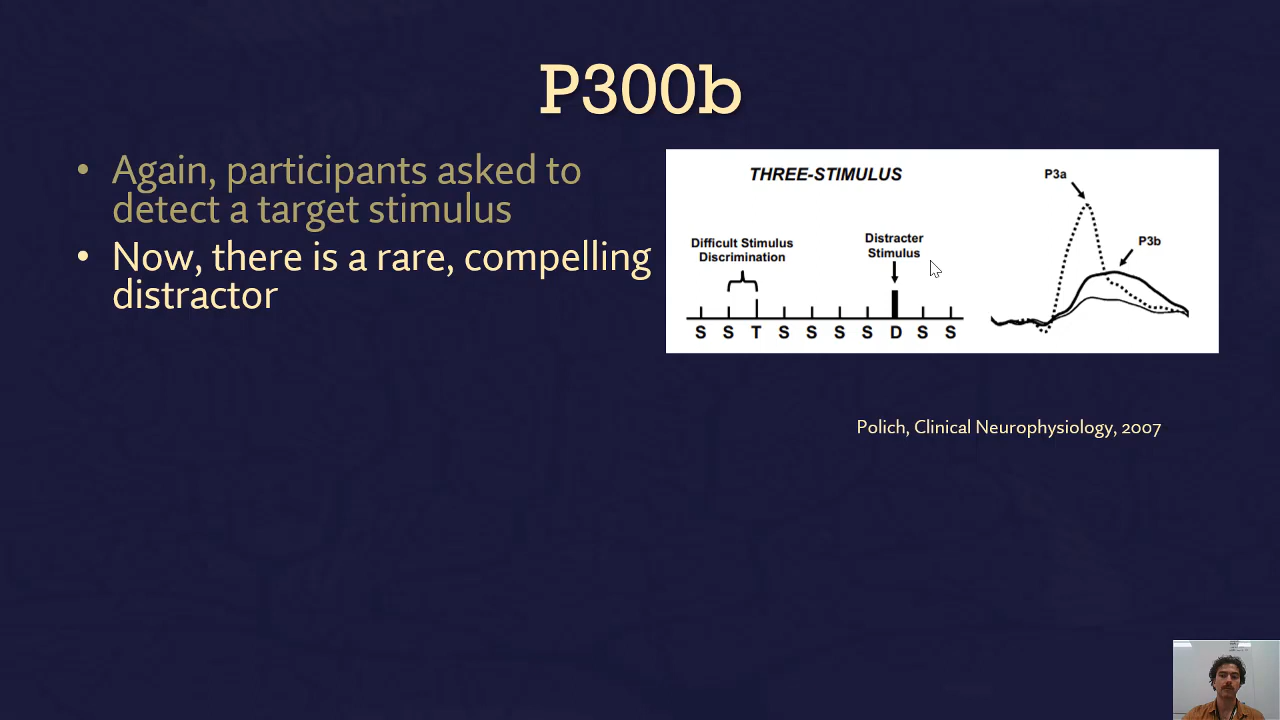 P300b
• Again, participants asked to
detect a target stimulus
• Now, there is a rare, compelling
distractor
THREE-STIMULUS
Difficult Stimulus
Discrimination
Distracter
Stimulus
S S T S S S S D S S
P3a
P3b
Polich, Clinical Neurophysiology, 2007